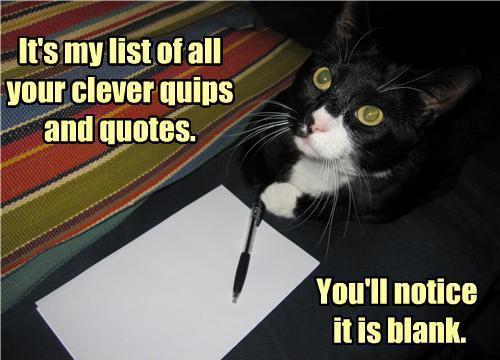 It's my list of all
your clever quips
and quotes.
You'll notice
it is blank.